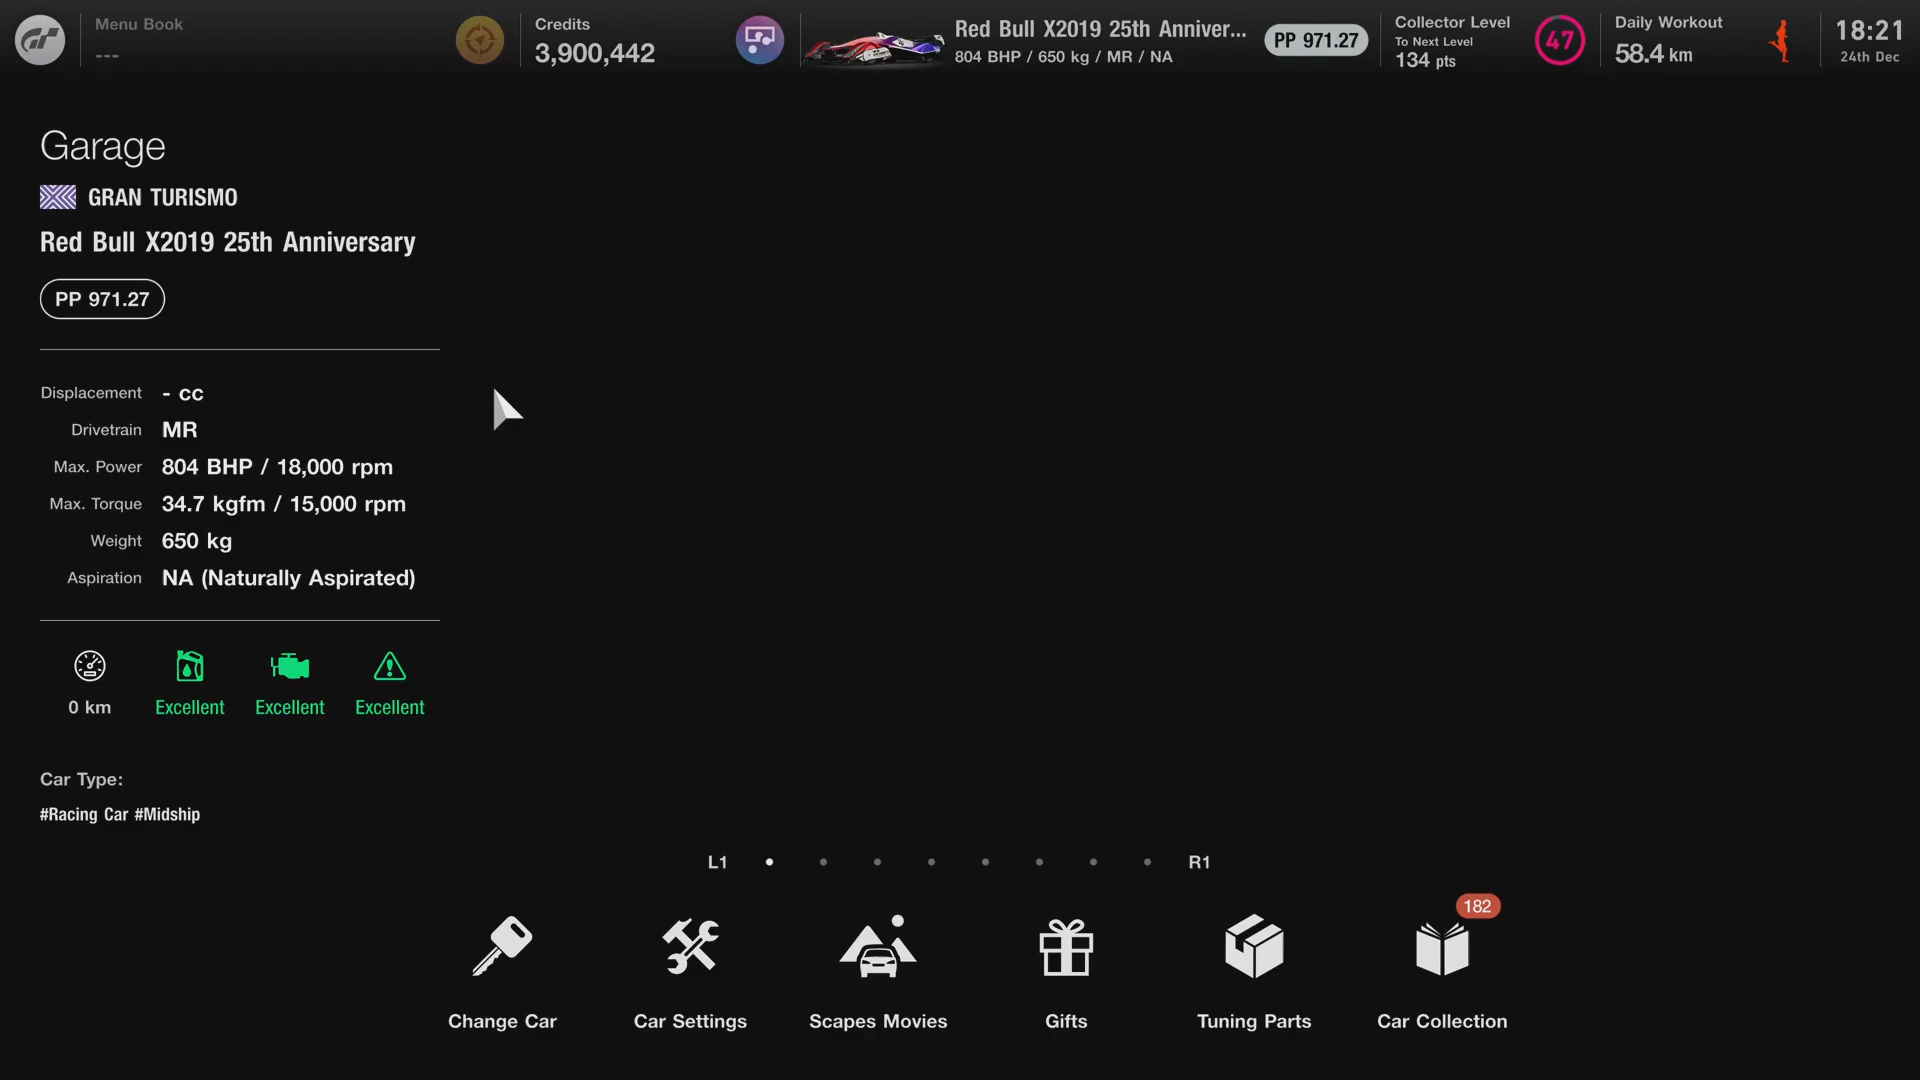 Menu Book
---
Credits
3,900,442
Red Bull X2019 25th Anniver...
804 BHP / 650 kg / MR / NA
PP 971.27
Collector Level
To Next Level
134 pts
47
Daily Workout
58.4 km
18:21
24th Dec
Garage
GRAN TURISMO
Red Bull X2019 25th Anniversary
PP 971.27
Displacement - cc
Drivetrain MR
Max. Power 804 BHP / 18,000 rpm
Max. Torque 34.7 kgfm / 15,000 rpm
Weight 650 kg
Aspiration NA (Naturally Aspirated)
0 km Excellent Excellent Excellent
Car Type:
#Racing Car #Midship
L1 R1
182
Change Car Car Settings Scapes Movies Gifts Tuning Parts Car Collection